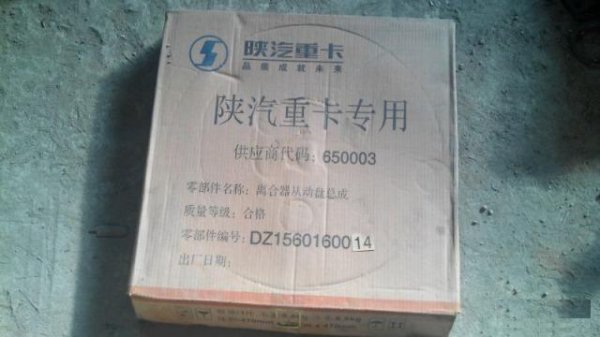 陕汽重卡
品質成就未来
陕汽重卡专用
供应商代码：650003
零部件名称：离合器从动盘总成
质量等级：合格
零部件编号：DZ1560160014
出厂日期：